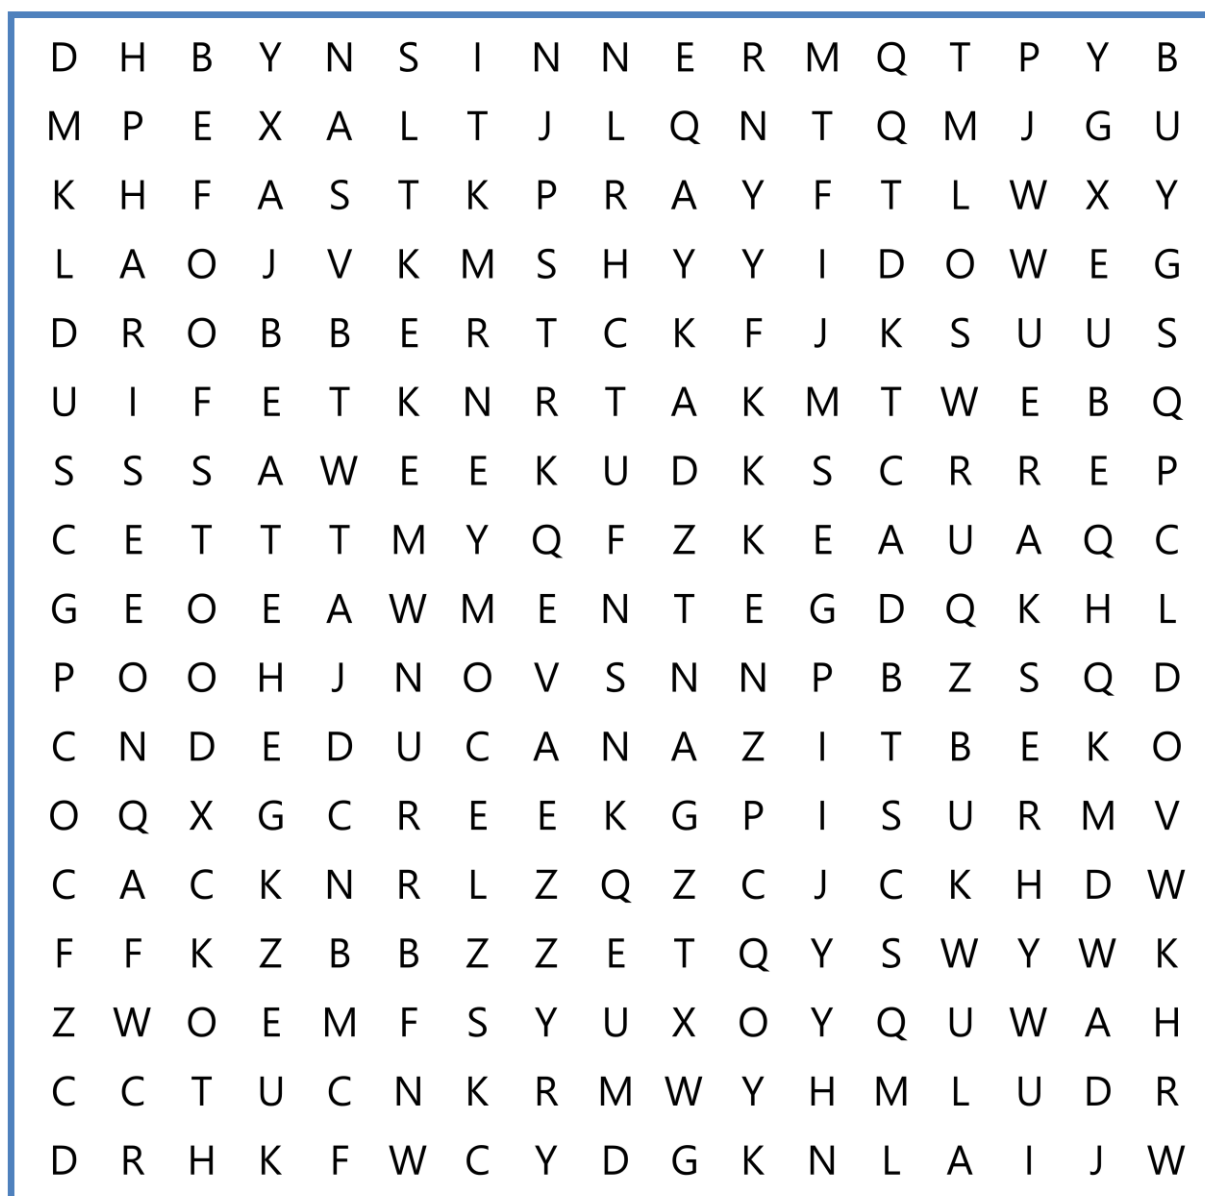 D H B Y N S I N N E R M Q T P Y B
M P E X A L T J L Q N T Q M J G U
K H F A S T K P R A Y F T L W X Y
L A O J V K M S H Y Y I D O W E G
D R O B B E R T C K F J K S U U S
U I F E T K N R T A K M T W E B Q
S S S A W E E K U D K S C R R E P
C E T T T M Y Q F Z K E A U A Q C
G E O E A W M E N T E G D Q K H L
P O O H J N O V S N N P B Z S Q D
C N D E D U C A N A Z I T B E K O
O Q X G C R E E K G P I S U R M V
C A C K N R L Z Q Z C J C K H D W
F F K Z B B Z Z E T Q Y S W Y W K
Z W O E M F S Y U X O Y Q U W A H
C C T U C N K R M W Y H M L U D R
D R H K F W C Y D G K N L A I J W